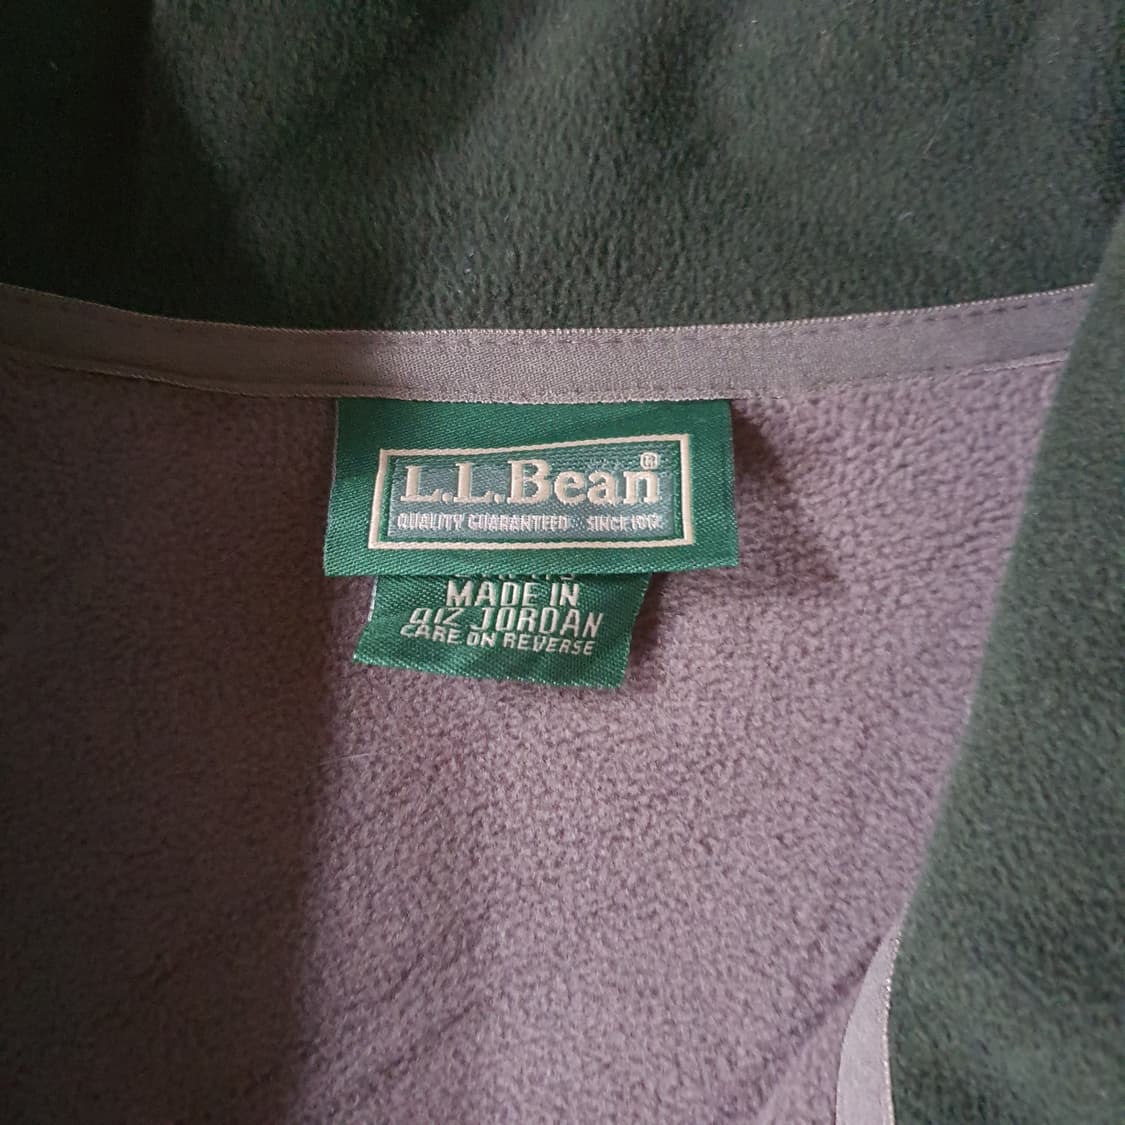 L.L.Bean®
QUALITY GUARANTEED SINCE 1912
MADE IN
QIZ JORDAN
CARE ON REVERSE